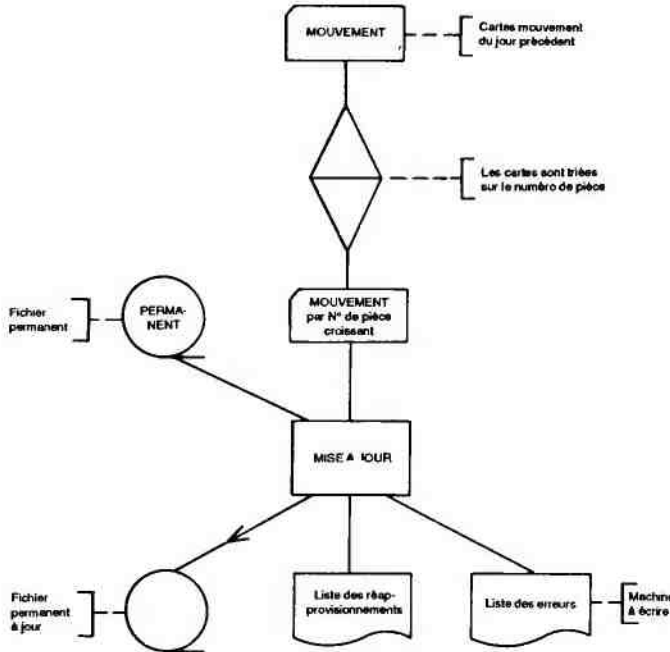 MOUVEMENT
Cartes mouvement
du jour précédent
Les cartes sont triées
sur le numéro de pièce
Fichier
permanent
PERMA-
NENT
MOUVEMENT
par N° de pièce
croissant
MISE A JOUR
Fichier
permanent
à jour
Liste des réap-
provisionnements
Liste des erreurs
Machine
à écrire